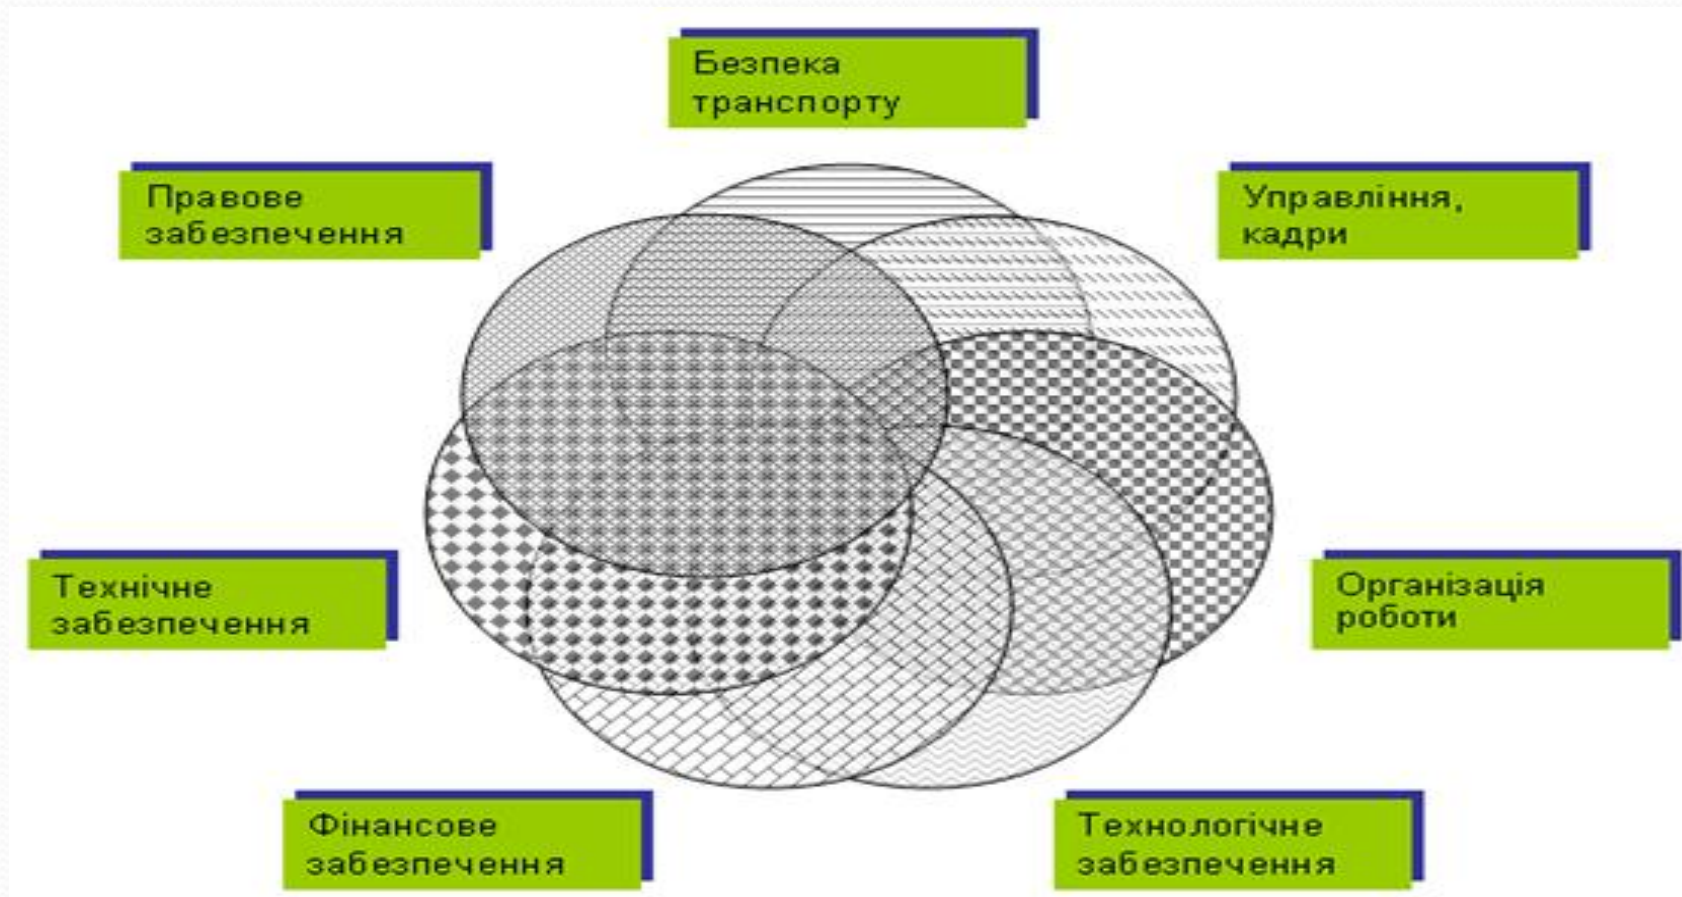 Безпека
транспорту
Правове
забезпечення
Управління,
кадри
Технічне
забезпечення
Організація
роботи
Фінансове
забезпечення
Технологічне
забезпечення